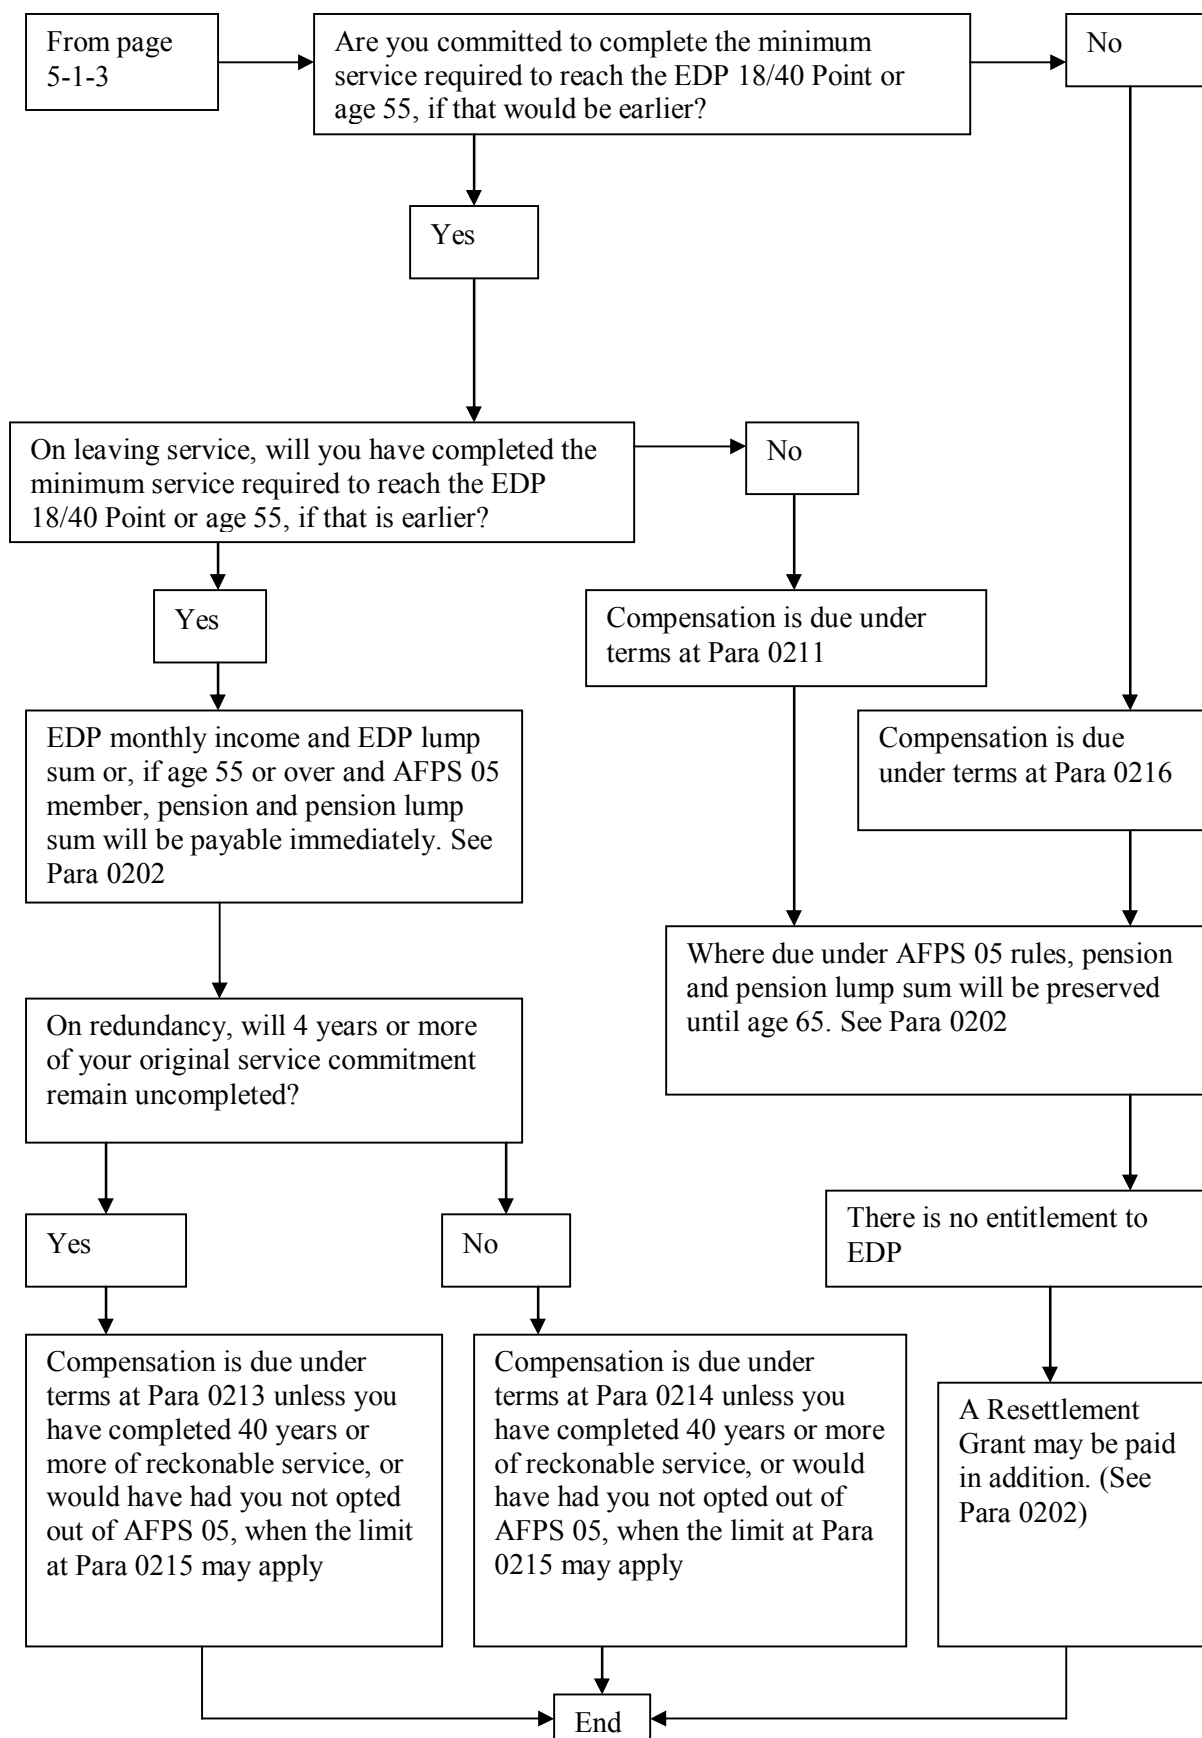 From page
5-1-3
Are you committed to complete the minimum
service required to reach the EDP 18/40 Point or
age 55, if that would be earlier?
No
Yes
On leaving service, will you have completed the
minimum service required to reach the EDP
18/40 Point or age 55, if that is earlier?
No
Yes
Compensation is due under
terms at Para 0211
EDP monthly income and EDP lump
sum or, if age 55 or over and AFPS 05
member, pension and pension lump
sum will be payable immediately. See
Para 0202
Compensation is due
under terms at Para 0216
Where due under AFPS 05 rules, pension
and pension lump sum will be preserved
until age 65. See Para 0202
On redundancy, will 4 years or more
of your original service commitment
remain uncompleted?
Yes
No
There is no entitlement to
EDP
Compensation is due under
terms at Para 0213 unless you
have completed 40 years or
more of reckonable service, or
would have had you not opted
out of AFPS 05, when the limit
at Para 0215 may apply
Compensation is due under
terms at Para 0214 unless you
have completed 40 years or more
of reckonable service, or would
have had you not opted out of
AFPS 05, when the limit at Para
0215 may apply
A Resettlement
Grant may be paid
in addition. (See
Para 0202)
End